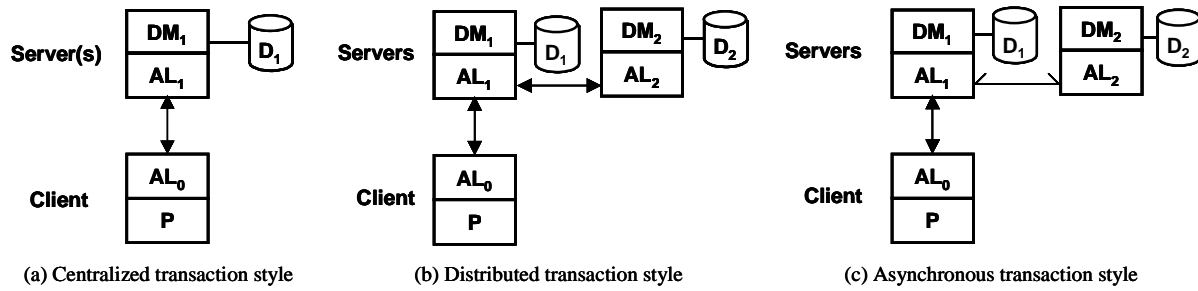 Server(s)
DM1
AL1
D1
Client
AL0
P
(a) Centralized transaction style
Servers
DM1
AL1
D1
DM2
AL2
D2
Client
AL0
P
(b) Distributed transaction style
Servers
DM1
AL1
D1
DM2
AL2
D2
Client
AL0
P
(c) Asynchronous transaction style